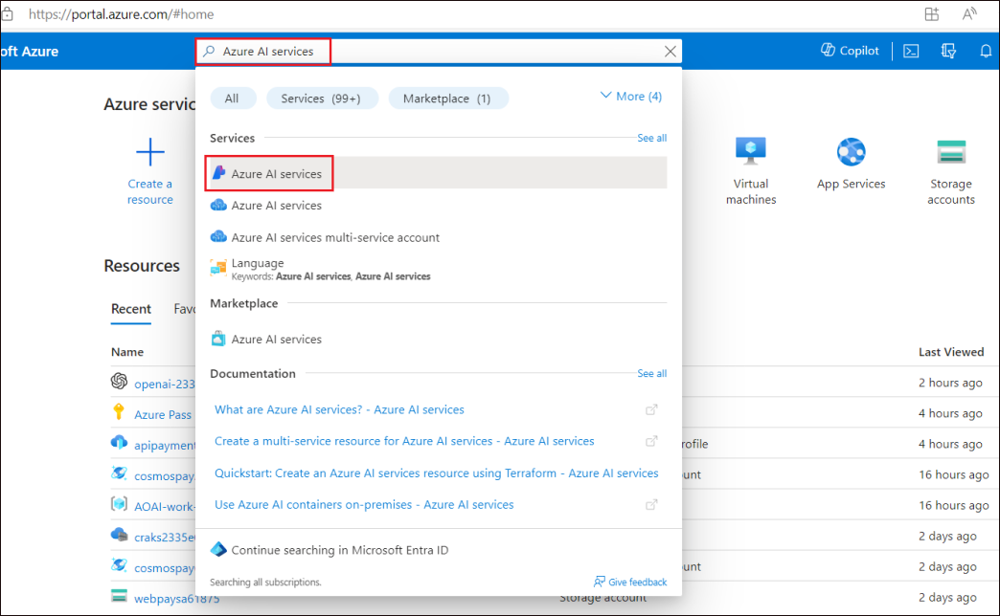 https://portal.azure.com/#home
oft Azure
Azure AI services
Copilot
All
Services (99+)
Marketplace (1)
More (4)
Azure servic
Services
See all
Azure AI services
Azure AI services
Azure AI services multi-service account
Language
Keywords: Azure AI services, Azure AI services
Create a
resource
Virtual
machines
App Services
Storage
accounts
Resources
Marketplace
Azure AI services
Recent
Favo
Documentation
See all
What are Azure AI services? - Azure AI services
Create a multi-service resource for Azure AI services - Azure AI services
Quickstart: Create an Azure AI services resource using Terraform - Azure AI services
Use Azure AI containers on-premises - Azure AI services
Continue searching in Microsoft Entra ID
Searching all subscriptions.
Give feedback
Name
Last Viewed
openai-233
2 hours ago
Azure Pass
4 hours ago
apipayment
rofile
4 hours ago
cosmospay
unt
16 hours ago
AOAI-work-
16 hours ago
craks2335e
2 days ago
cosmospay
unt
2 days ago
webpaysa61875
Storage account
2 days ago